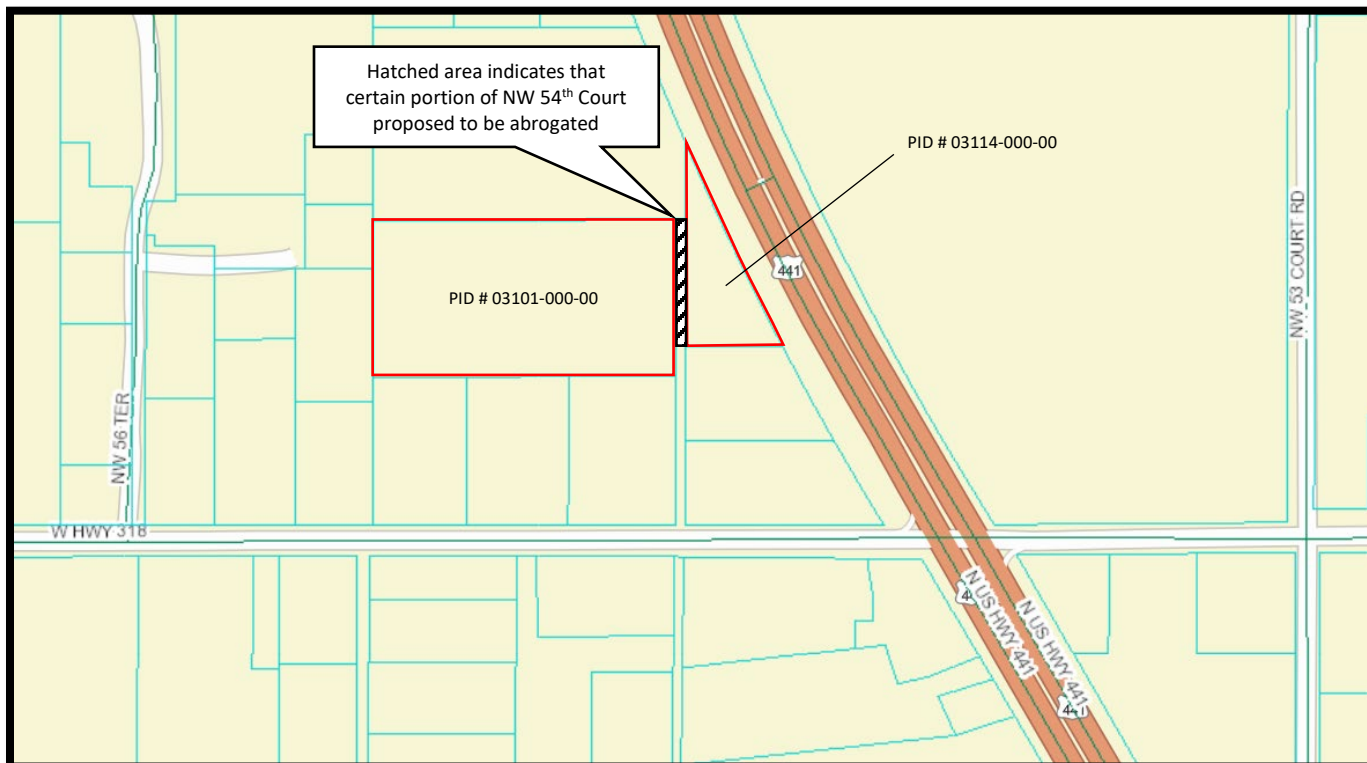 Hatched area indicates that
certain portion of NW 54th Court
proposed to be abrogated
PID # 03114-000-00
441
NW 53 COURT RD
PID # 03101-000-00
NW 56 TER
W HWY 318
N US HWY 441
N US HWY 441
441